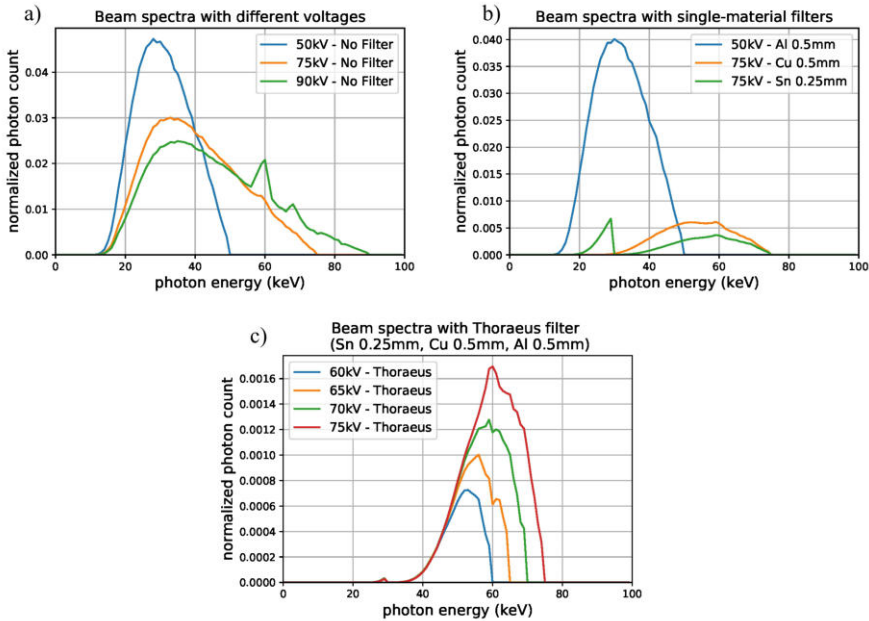 a)
Beam spectra with different voltages
50kV - No Filter
75kV - No Filter
90kV - No Filter
normalized photon count
0.04
0.03
0.02
0.01
0.00
0 20 40 60 80 100
photon energy (keV)
b)
Beam spectra with single-material filters
50kV - Al 0.5mm
75kV - Cu 0.5mm
75kV - Sn 0.25mm
normalized photon count
0.040
0.035
0.030
0.025
0.020
0.015
0.010
0.005
0.000
0 20 40 60 80 100
photon energy (keV)
c)
Beam spectra with Thoraeus filter
(Sn 0.25mm, Cu 0.5mm, Al 0.5mm)
60kV - Thoraeus
65kV - Thoraeus
70kV - Thoraeus
75kV - Thoraeus
normalized photon count
0.0016
0.0014
0.0012
0.0010
0.0008
0.0006
0.0004
0.0002
0.0000
0 20 40 60 80 100
photon energy (keV)